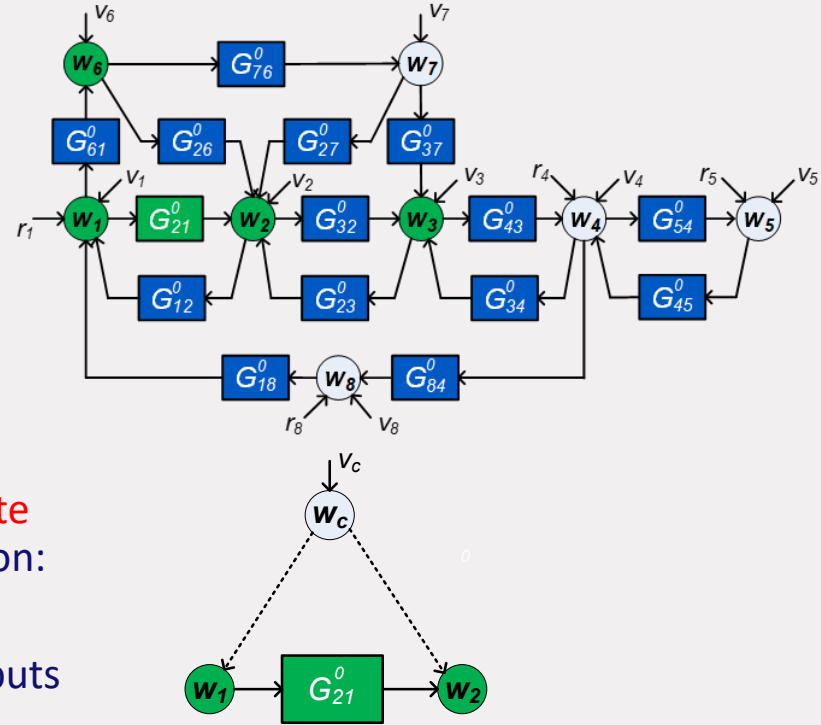 v6 v7
w6 G⁰76 w7
G⁰61 G⁰26 G⁰27 G⁰37
v1 v2 v3 r4 v4 r5 v5
r1 w1 G⁰21 w2 G⁰32 w3 G⁰43 w4 G⁰54 w5
G⁰12 G⁰23 G⁰34 G⁰45
G⁰18 w8 G⁰84
r8 v8
vc
te
wc
on:
0
outs
w1 G⁰21 w2